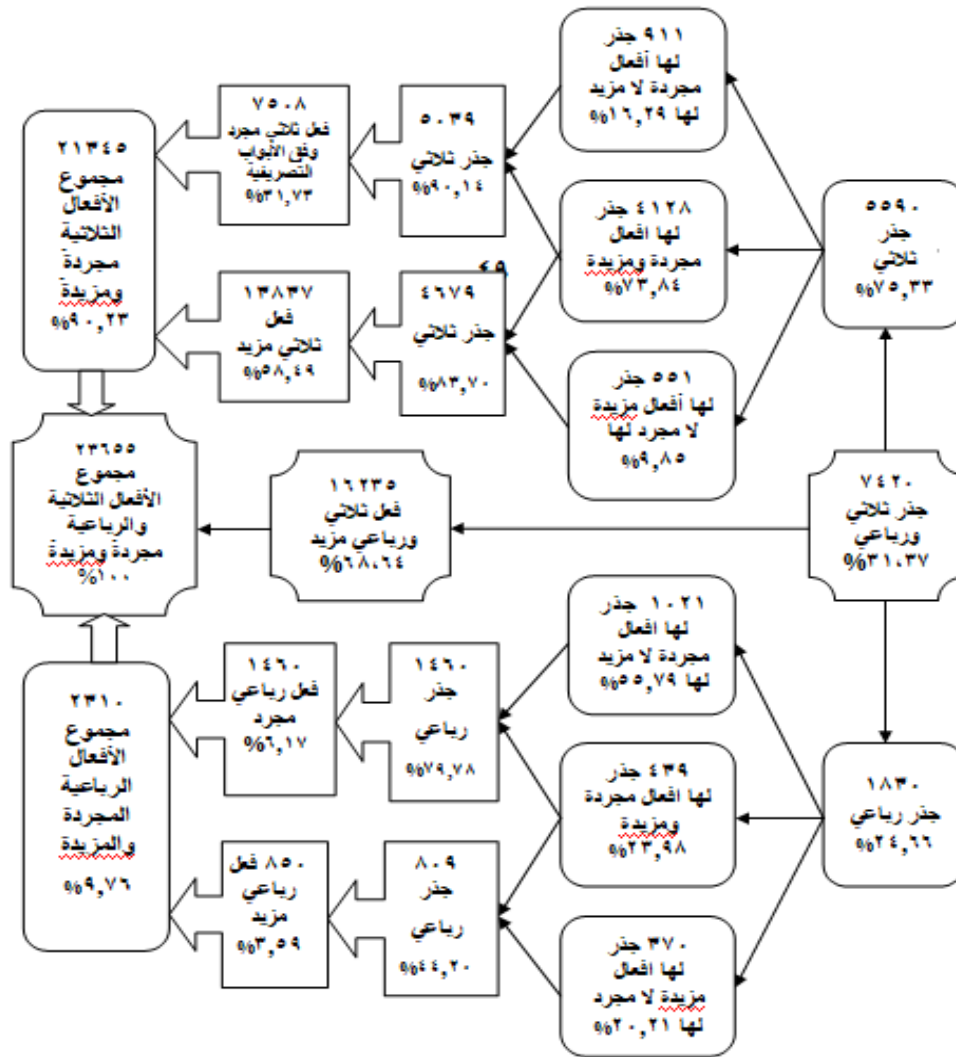 ٧٤٢٠
جذر ثلاثي
ورباعي
%٣١،٣٧
٥٥٩٠
جذر
ثلاثي
%٧٥,٣٣
٩١١ جذر
لها أفعال
مجردة لا مزيد
لها ١٦,٢٩%
٤١٢٨ جذر
لها افعال
مجردة ومزيدة
%٧٣,٨٤
٥٥١ جذر
لها أفعال مزيدة
لا مجرد لها
%٩,٨٥
٥٠٣٩
جذر ثلاثي
%٩٠,١٤
٤٦٧٩
جذر ثلاثي
%٨٣,٧٠
٧٥٠٨
فعل ثلاثي مجرد
وفق الأبواب
التصريفية
%٣١,٧٣
١٣٨٣٧
فعل
ثلاثي مزيد
%٥٨,٤٩
٢١٣٤٥
مجموع
الأفعال
الثلاثية
مجردة
ومزيدة
%٩٠,٢٣
١٦٢٣٥
فعل ثلاثي
ورباعي مزيد
%٦٨،٦٤
٢٣٦٥٥
مجموع
الأفعال الثلاثية
والرباعية
مجردة ومزيدة
%١٠٠
١٨٣٠
جذر رباعي
%٢٤,٦٦
١٠٢١ جذر
لها افعال
مجردة لا مزيد
لها ٥٥,٧٩%
٤٣٩ جذر
لها افعال مجردة
ومزيدة
%٢٣,٩٨
٣٧٠ جذر
لها افعال
مزيدة لا مجرد
لها ٢٠,٢١%
١٤٦٠
جذر
رباعي
%٧٩,٧٨
٨٠٩
جذر
رباعي
%٤٤,٢٠
١٤٦٠
فعل رباعي
مجرد
%٦,١٧
٨٥٠ فعل
رباعي
مزيد
%٣,٥٩
٢٣١٠
مجموع
الأفعال
الرباعية
المجردة
والمزيدة
%٩,٧٦